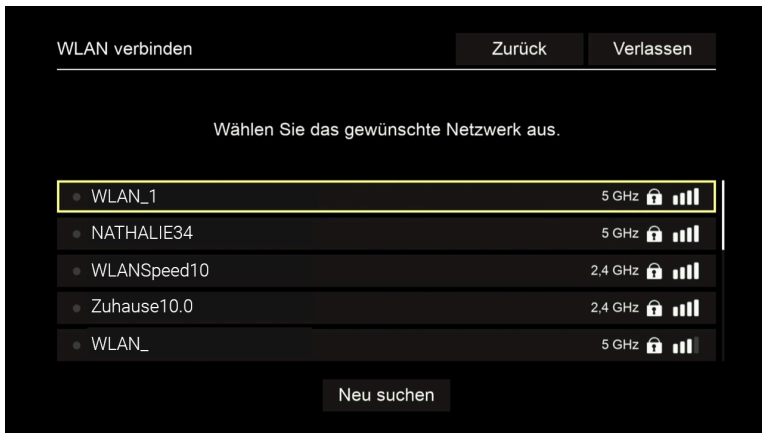 WLAN verbinden Zurück Verlassen
Wählen Sie das gewünschte Netzwerk aus.
WLAN_1 5 GHz
NATHALIE34 5 GHz
WLANSpeed10 2,4 GHz
Zuhause10.0 2,4 GHz
WLAN_ 5 GHz
Neu suchen